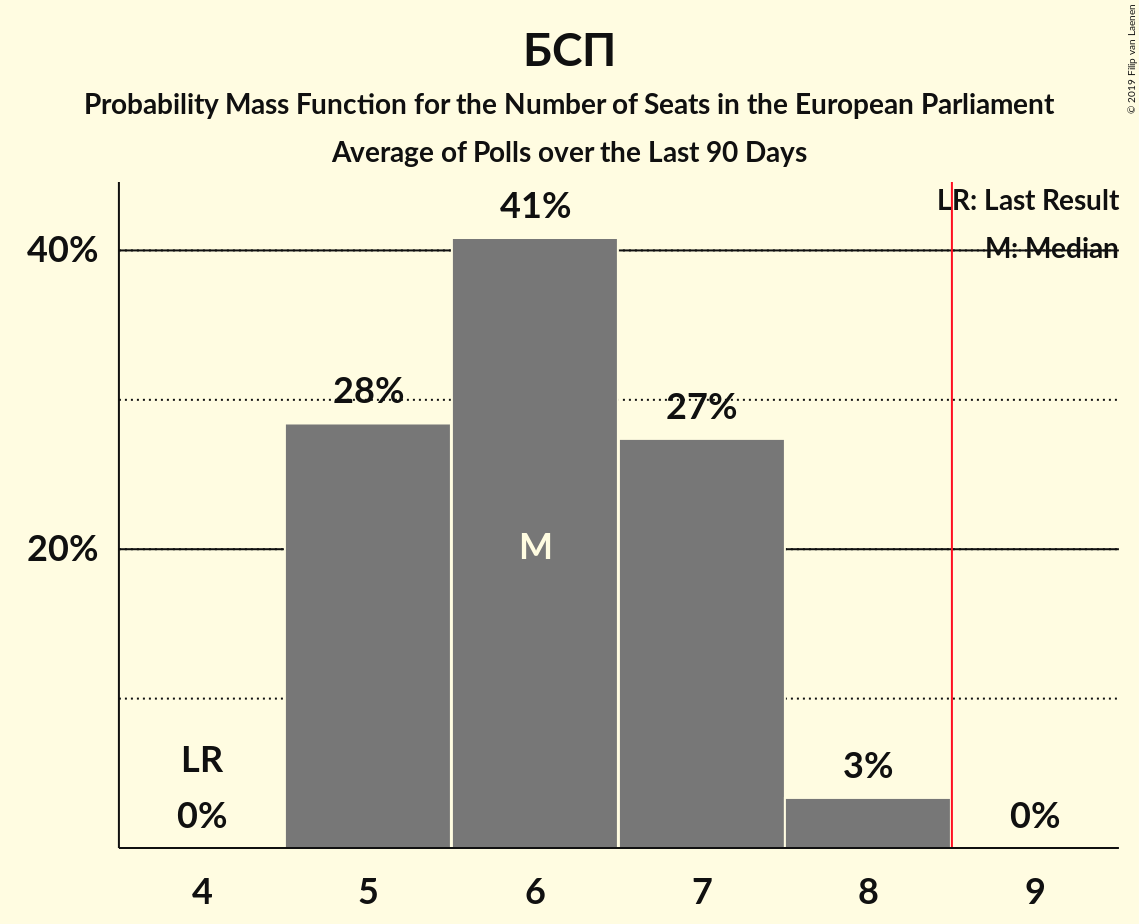 БСП
Probability Mass Function for the Number of Seats in the European Parliament
Average of Polls over the Last 90 Days
© 2019 Filip van Laenen
LR: Last Result
M: Median
40%
20%
41%
28%
27%
M
LR
0%
3%
0%
4 5 6 7 8 9